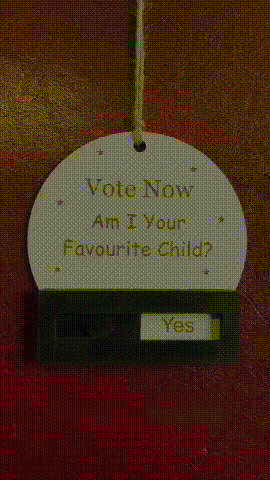 Vote Now
Am I Your
Favourite Child?
Yes